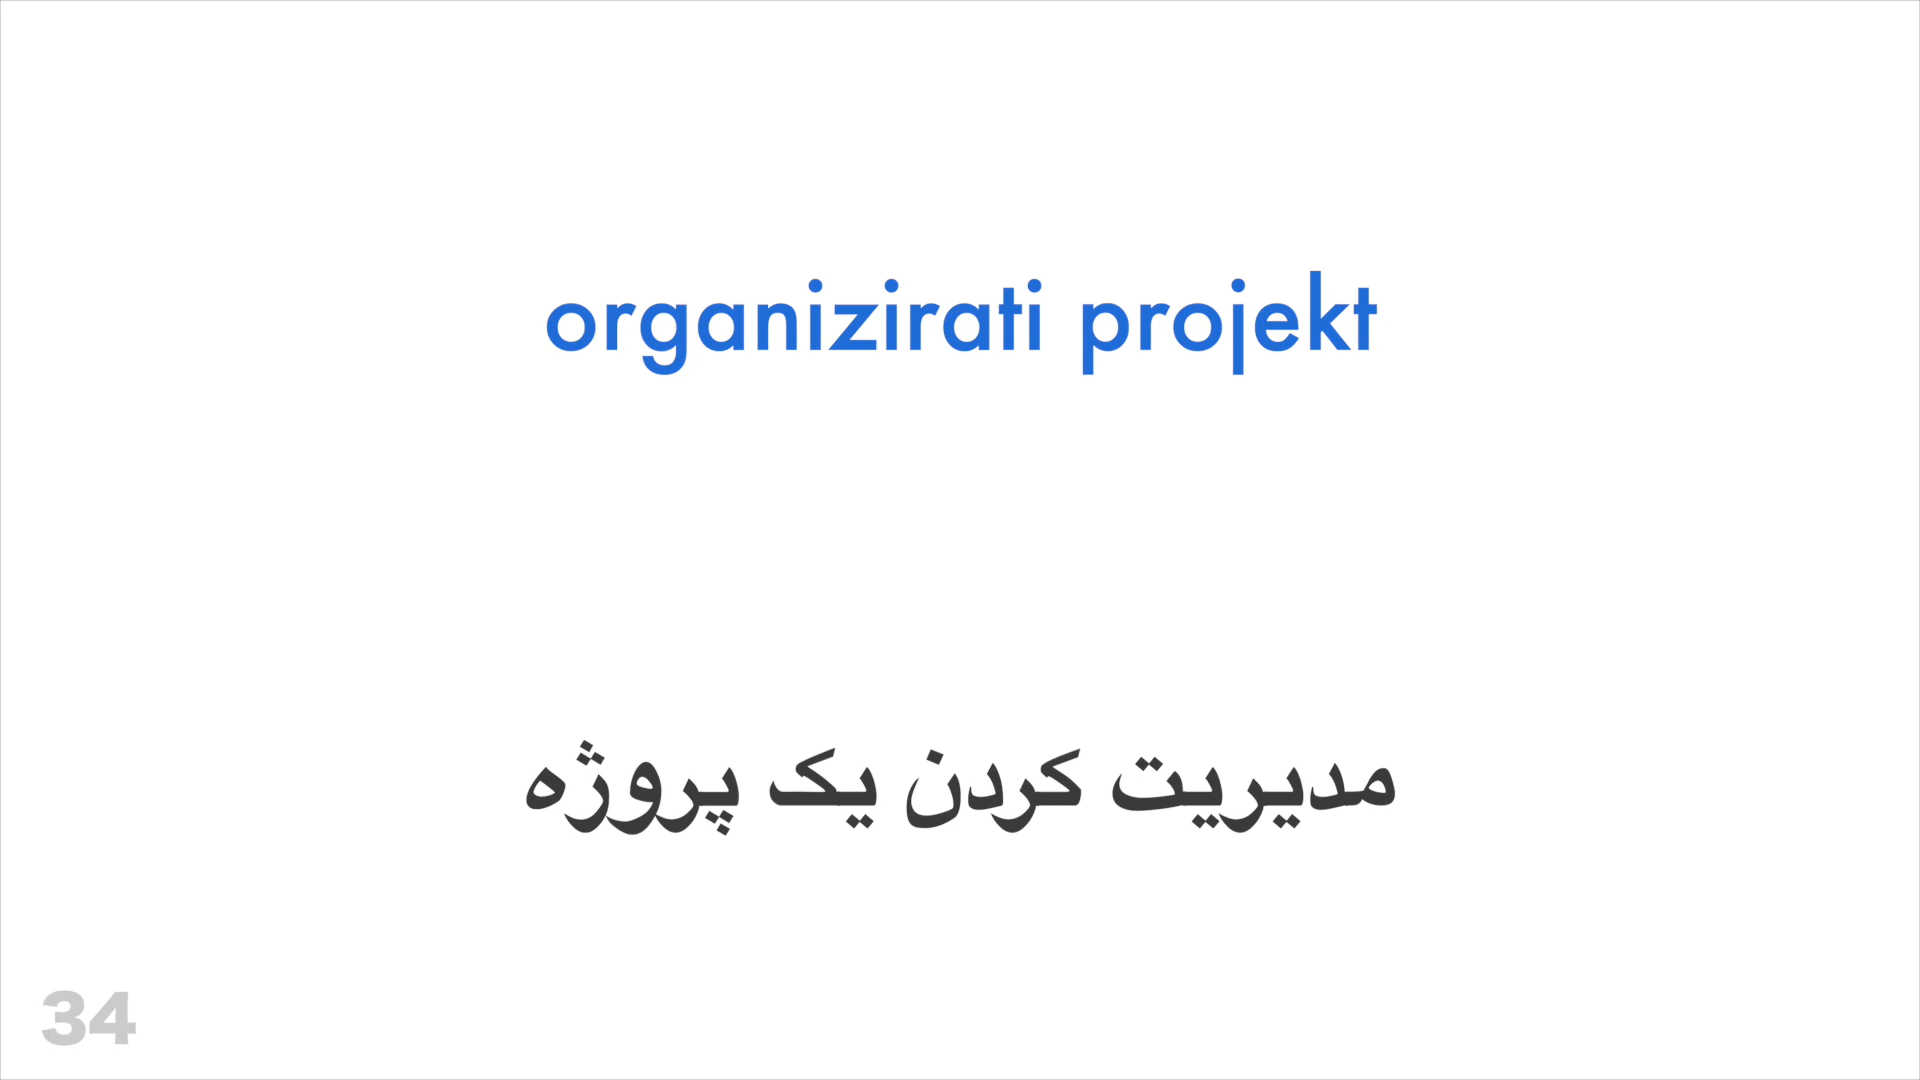 organizirati projekt
مدیریت کردن یک پروژه
34